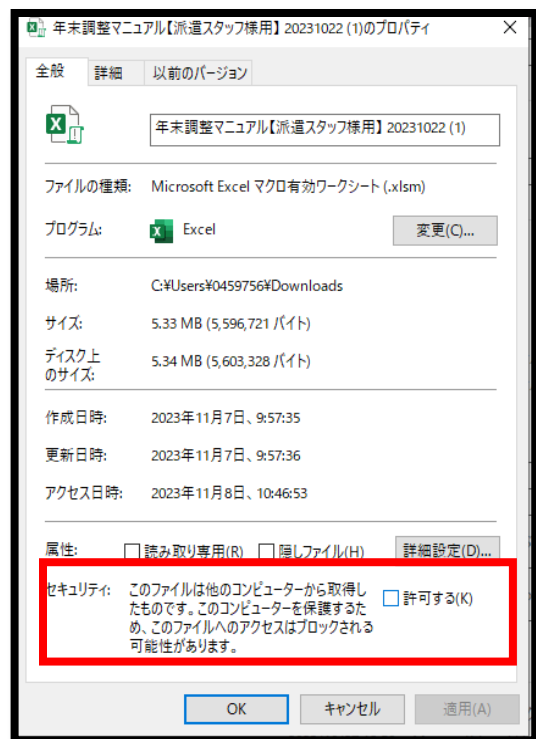 年末調整マニュアル【派遣スタッフ様用】 20231022 (1)のプロパティ
全般 詳細 以前のバージョン
年末調整マニュアル【派遣スタッフ様用】 20231022 (1)
ファイルの種類: Microsoft Excel マクロ有効ワークシート (.xlsm)
プログラム: Excel 変更(C)...
場所: C:¥Users¥0459756¥Downloads
サイズ: 5.33 MB (5,596,721 バイト)
ディスク上
のサイズ: 5.34 MB (5,603,328 バイト)
作成日時: 2023年11月7日、9:57:35
更新日時: 2023年11月7日、9:57:36
アクセス日時: 2023年11月8日、10:46:53
属性: 読み取り専用(R) 隠しファイル(H) 詳細設定(D)...
セキュリティ: このファイルは他のコンピューターから取得し 許可する(K)
たものです。このコンピューターを保護するた
め、このファイルへのアクセスはブロックされる
可能性があります。
OK キャンセル 適用(A)